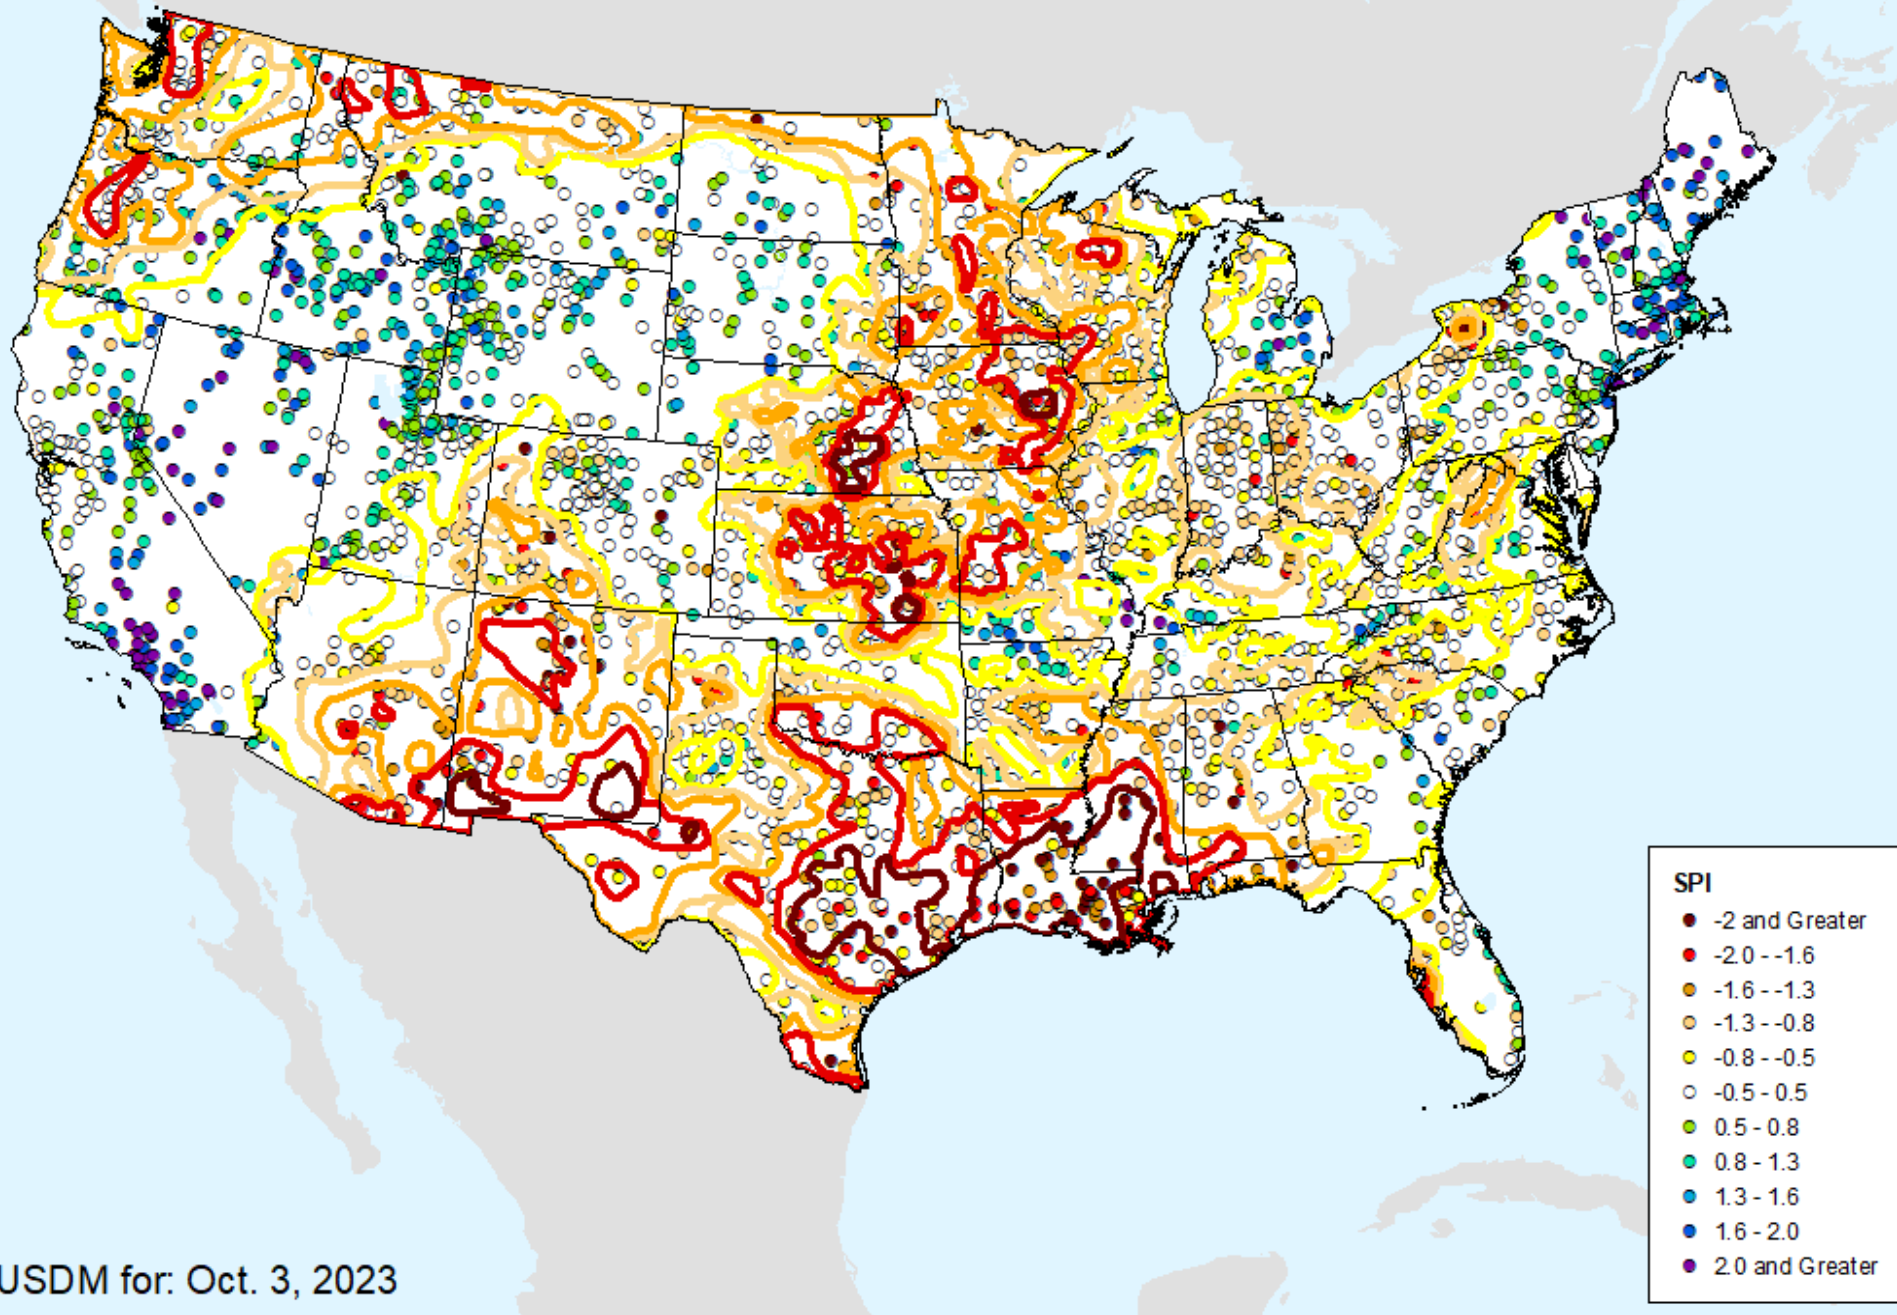 SPI
-2 and Greater
-2.0 - -1.6
-1.6 - -1.3
-1.3 - -0.8
-0.8 - -0.5
-0.5 - 0.5
0.5 - 0.8
0.8 - 1.3
1.3 - 1.6
1.6 - 2.0
2.0 and Greater
USDM for: Oct. 3, 2023